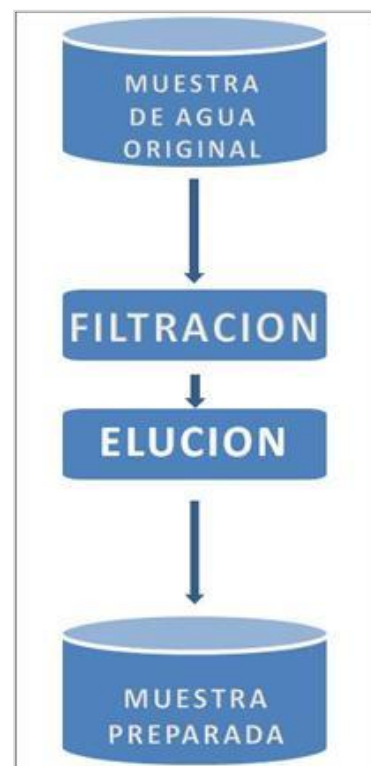 MUESTRA
DE AGUA
ORIGINAL
FILTRACION
ELUCION
MUESTRA
PREPARADA